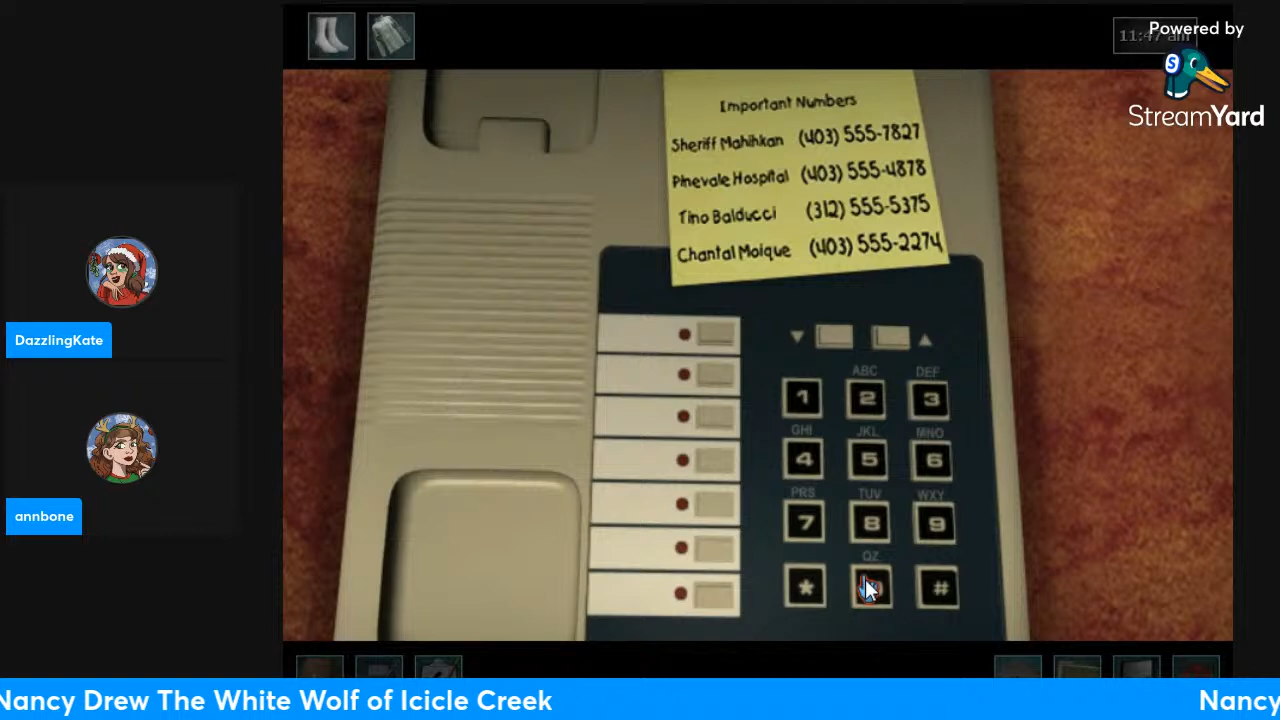 11:47 am
Powered by
S
StreamYard
Important Numbers
Sheriff Mahihkan (403) 555-7827
Pinevale Hospital (403) 555-4878
Tino Balducci (312) 555-5375
Chantal Moique (403) 555-2274
DazzlingKate
annbone
ABC DEF
1 2 3
GHI JKL MNO
4 5 6
PRS TUV WXY
7 8 9
QZ
* #
Nancy Drew The White Wolf of Icicle Creek
Nancy